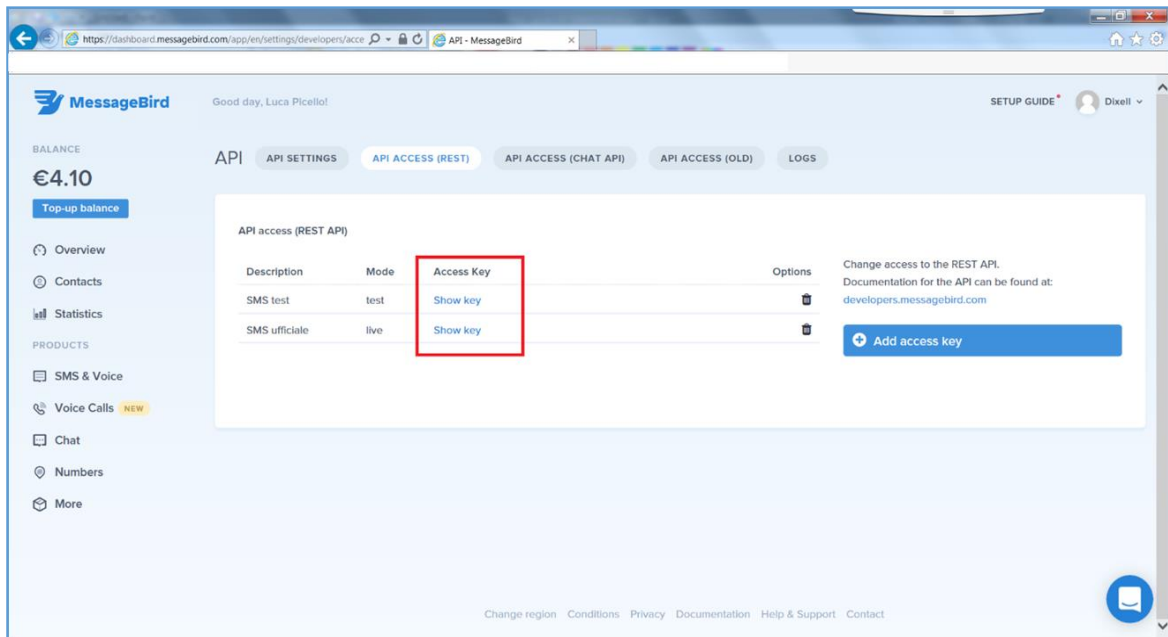 https://dashboard.messagebird.com/app/en/settings/developers/acce
API - MessageBird
MessageBird
Good day, Luca Picello!
SETUP GUIDE
Dixell
BALANCE
€4.10
Top-up balance
Overview
Contacts
Statistics
PRODUCTS
SMS & Voice
Voice Calls NEW
Chat
Numbers
More
API
API SETTINGS
API ACCESS (REST)
API ACCESS (CHAT API)
API ACCESS (OLD)
LOGS
API access (REST API)
Description Mode Access Key Options
SMS test test Show key
SMS ufficiale live Show key
Change access to the REST API.
Documentation for the API can be found at:
developers.messagebird.com
Add access key
Change region Conditions Privacy Documentation Help & Support Contact